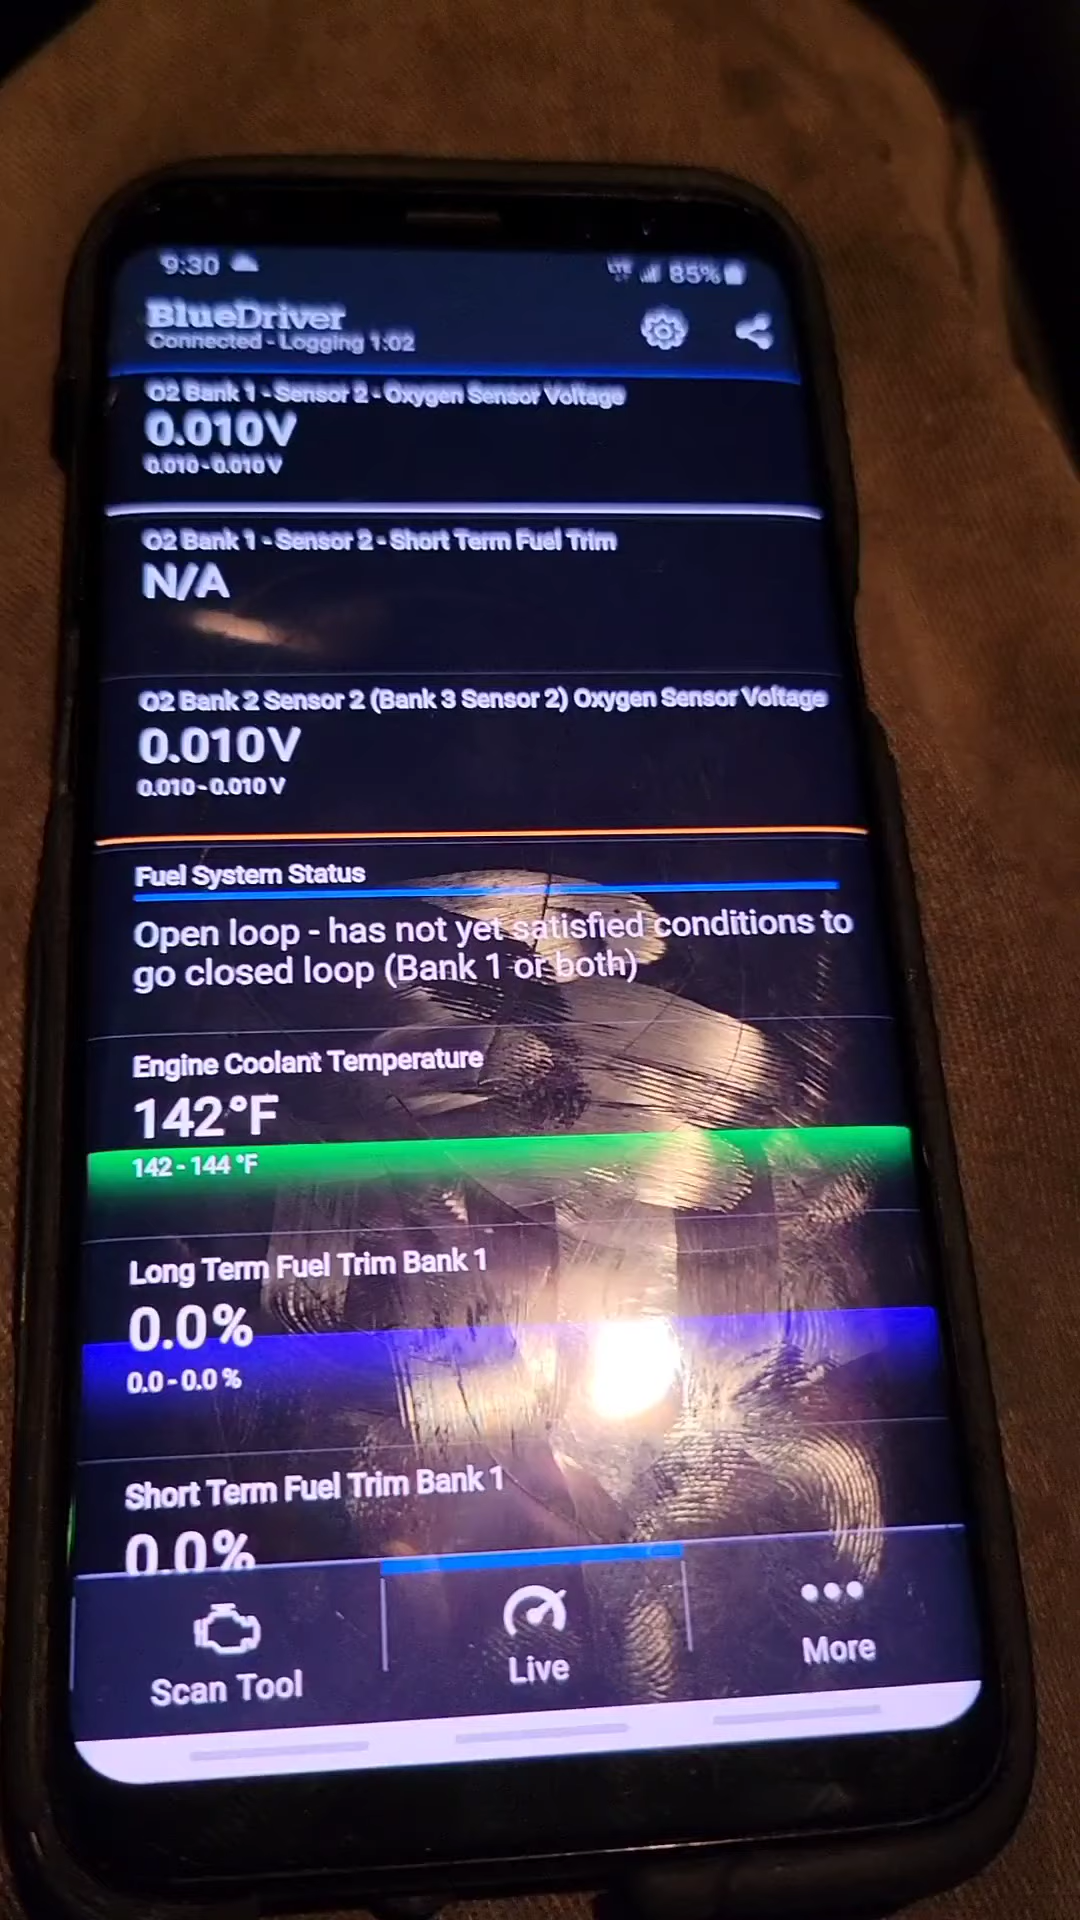 9:30
LTE 85%
BlueDriver
Connected - Logging 1:02
O2 Bank 1 - Sensor 2 - Oxygen Sensor Voltage
0.010V
0.010 - 0.010 V
O2 Bank 1 - Sensor 2 - Short Term Fuel Trim
N/A
O2 Bank 2 Sensor 2 (Bank 3 Sensor 2) Oxygen Sensor Voltage
0.010V
0.010 - 0.010 V
Fuel System Status
Open loop - has not yet satisfied conditions to
go closed loop (Bank 1 or both)
Engine Coolant Temperature
142°F
142 - 144 °F
Long Term Fuel Trim Bank 1
0.0%
0.0 - 0.0 %
Short Term Fuel Trim Bank 1
0.0%
Scan Tool
Live
More